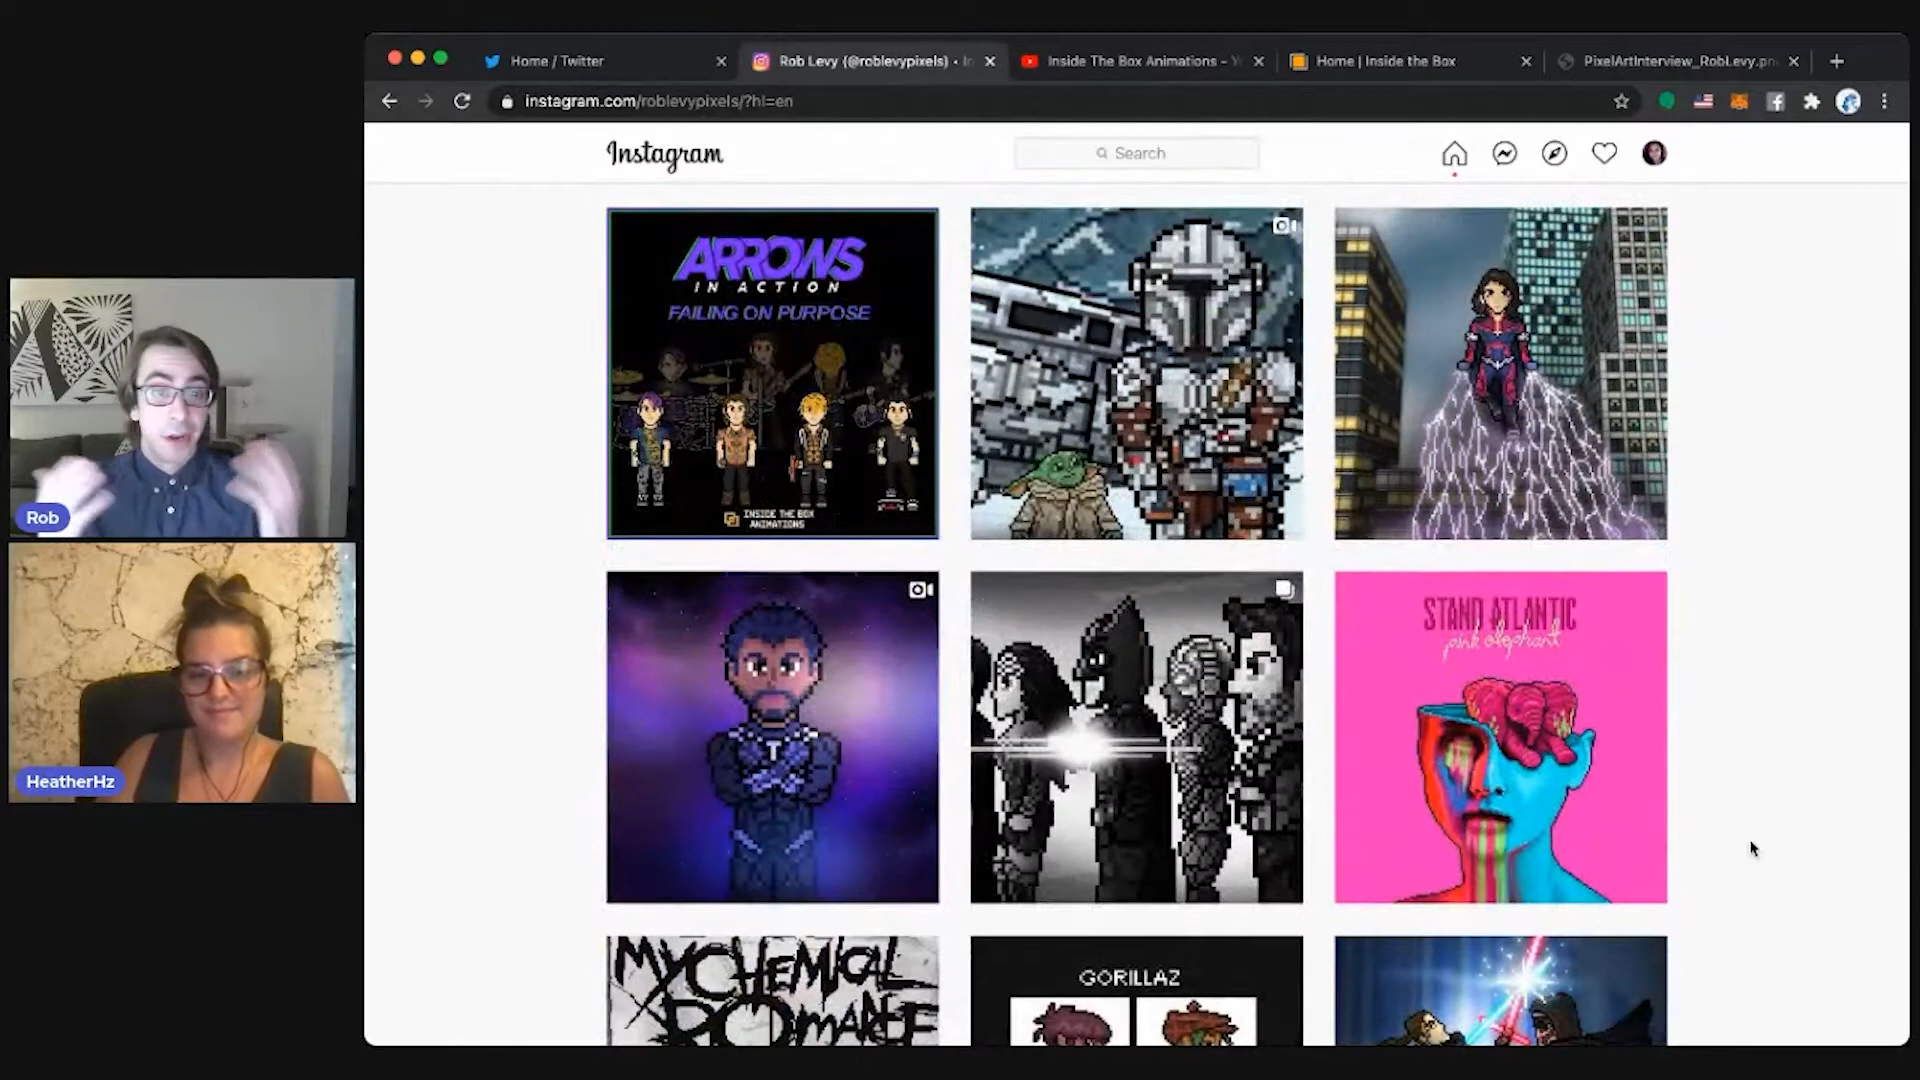 Home / Twitter
Rob Levy (@roblevypixels) • In
Inside The Box Animations - Y
Home | Inside the Box
PixelArtInterview_RobLevy.pn
instagram.com/roblevypixels/?hl=en
Instagram
Search
ARROWS
IN ACTION
FAILING ON PURPOSE
INSIDE THE BOX
ANIMATIONS
STAND ATLANTIC
pink elephant
Rob
HeatherHz
MY CHEMICAL
ROMANCE
GORILLAZ